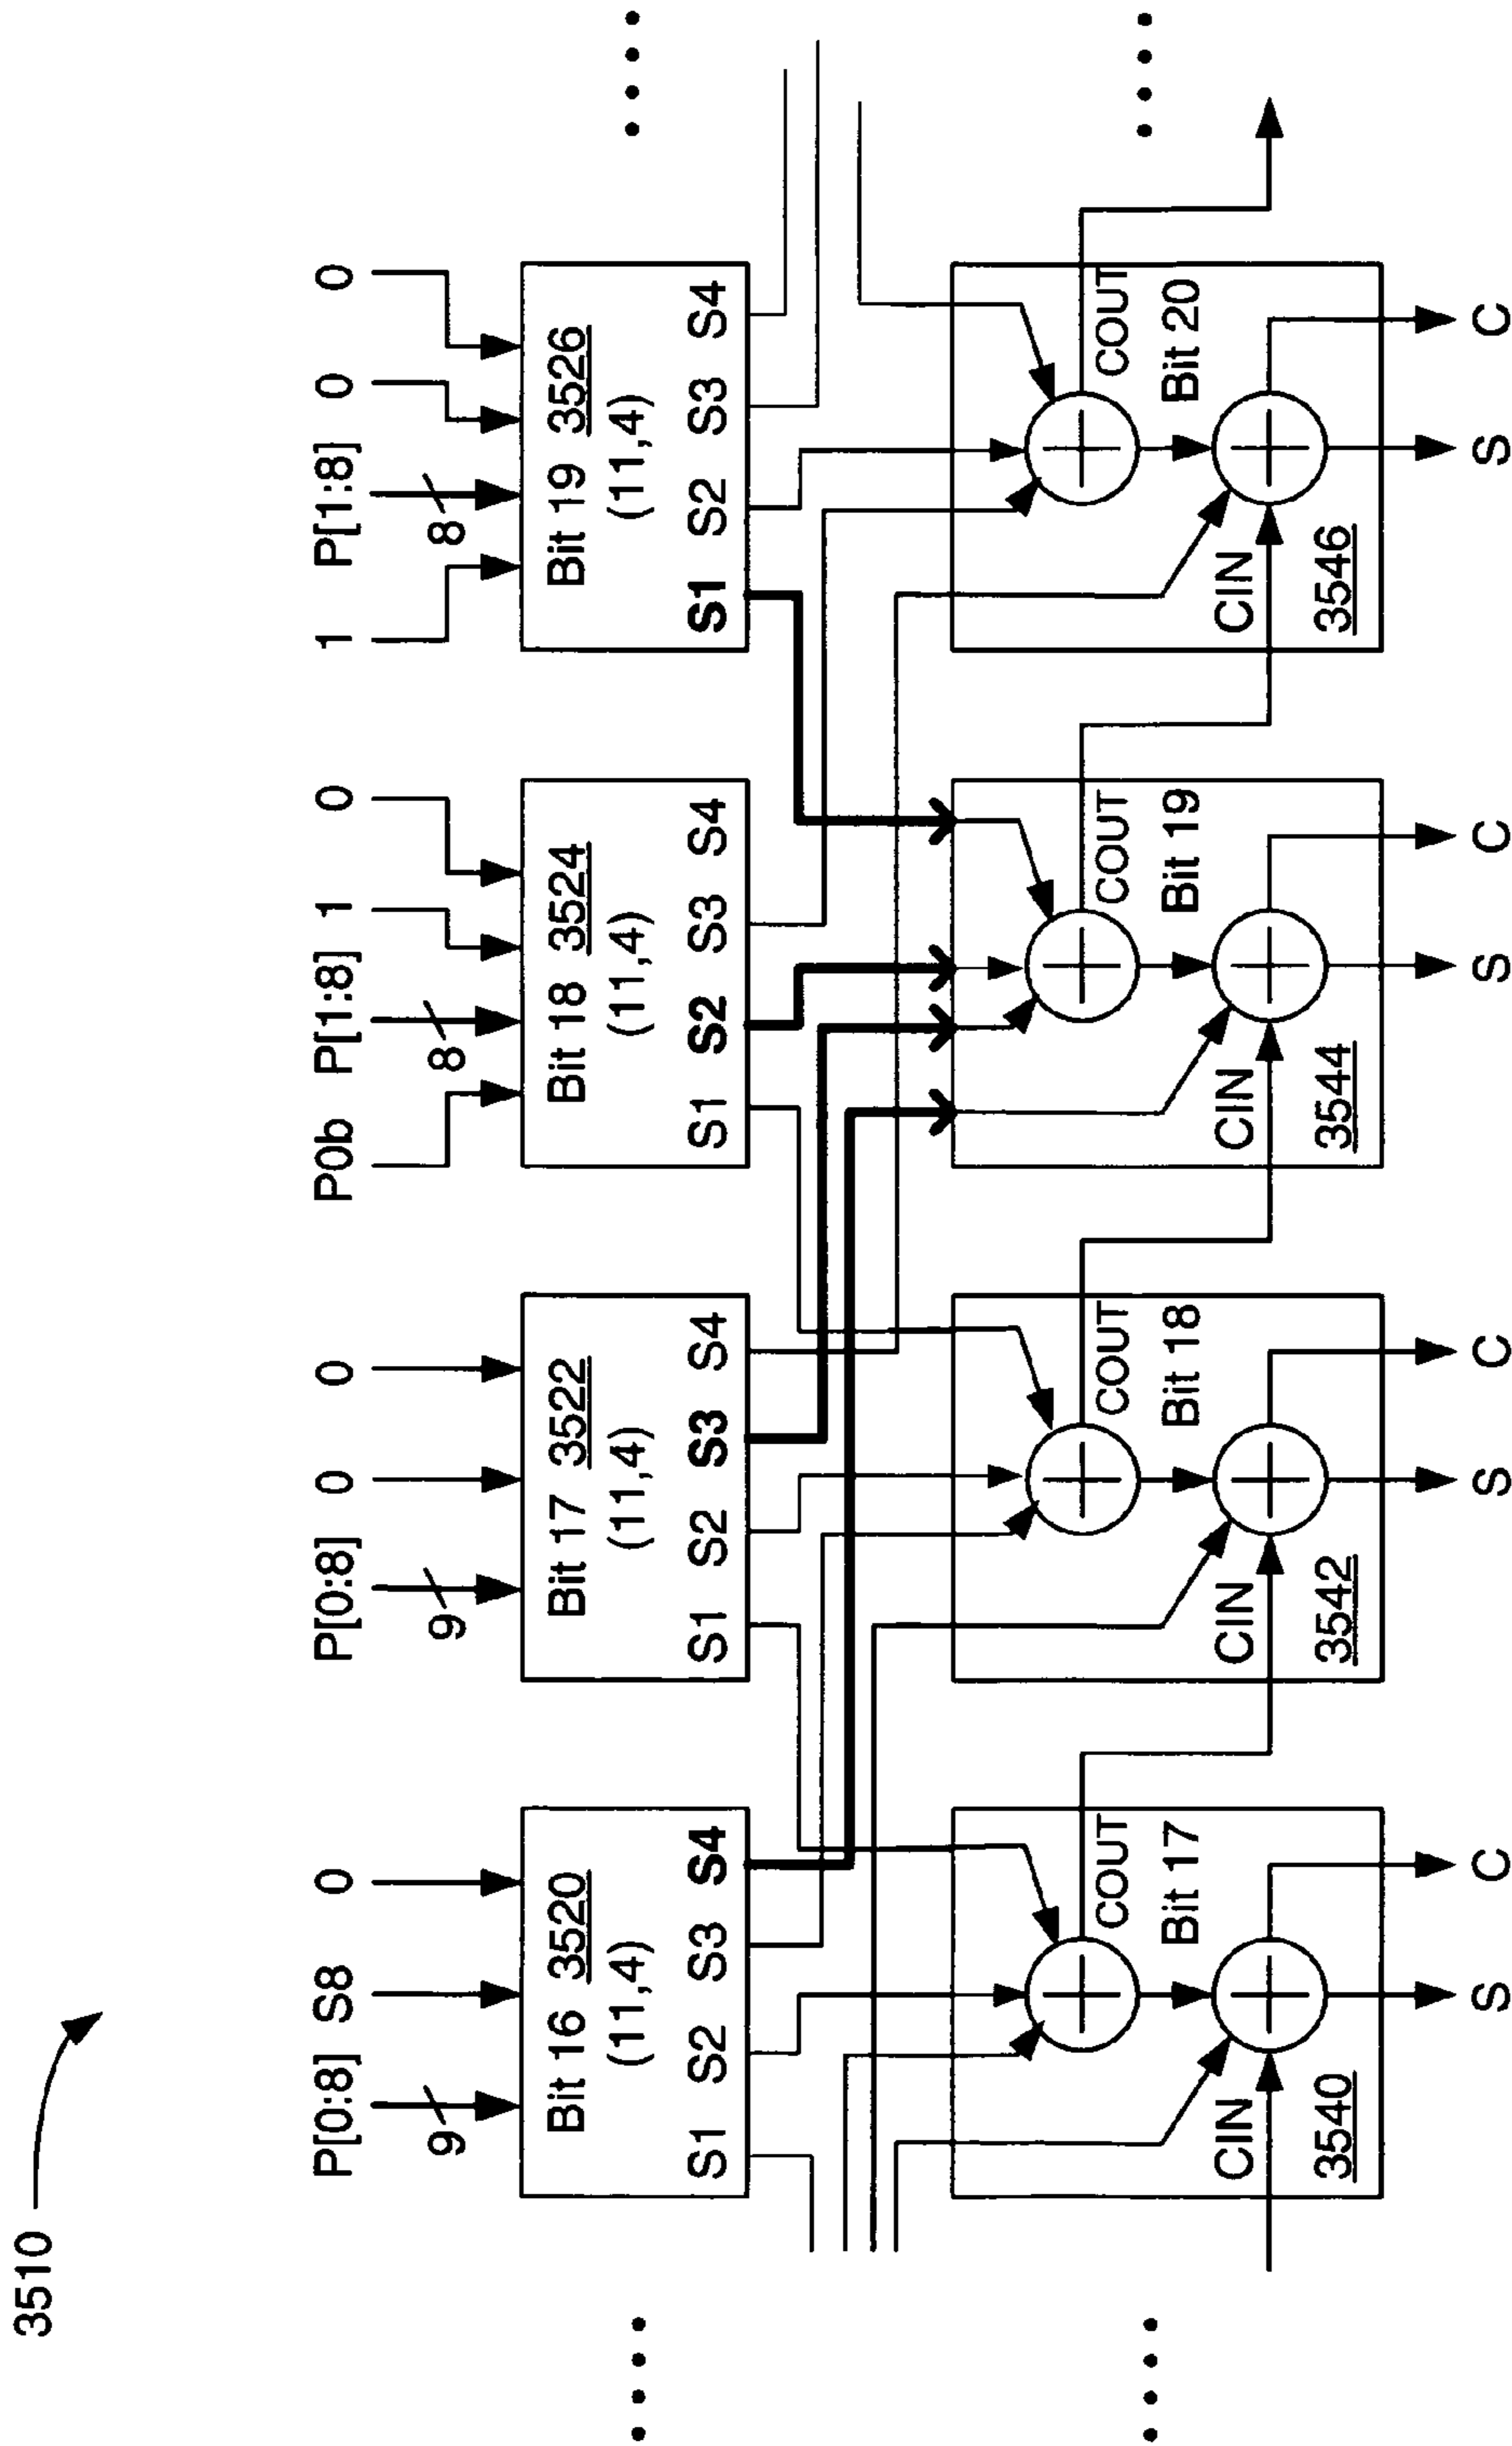 3510
P[0:8] S8 0
P[0:8] 0 0
P0b P[1:8] 1 0
1 P[1:8] 0 0
9
9
8
8
Bit 16 3520
(11,4)
S1 S2 S3 S4
Bit 17 3522
(11,4)
S1 S2 S3 S4
Bit 18 3524
(11,4)
S1 S2 S3 S4
Bit 19 3526
(11,4)
S1 S2 S3 S4
COUT
Bit 17
CIN
3540
COUT
Bit 18
CIN
3542
COUT
Bit 19
CIN
3544
COUT
Bit 20
CIN
3546
S C
S C
S C
S C